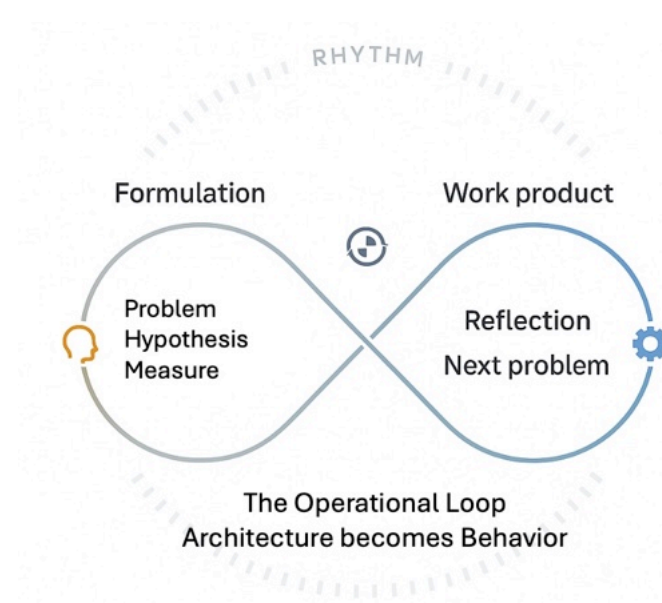 RHYTHM
Formulation
Work product
Problem
Hypothesis
Measure
Reflection
Next problem
The Operational Loop
Architecture becomes Behavior